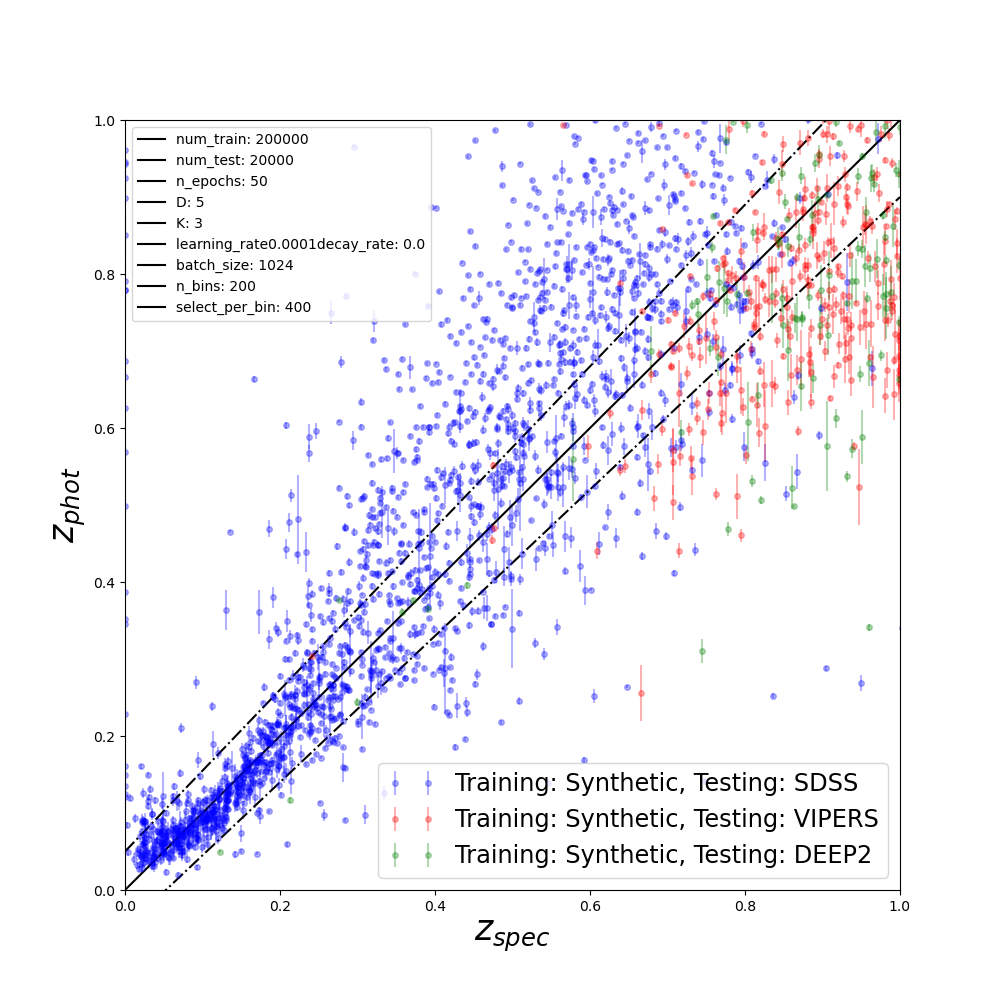 num_train: 200000
num_test: 20000
n_epochs: 50
D: 5
K: 3
learning_rate0.0001decay_rate: 0.0
batch_size: 1024
n_bins: 200
select_per_bin: 400
1.0
0.8
0.6
0.4
0.2
0.0
z_phot
Training: Synthetic, Testing: SDSS
Training: Synthetic, Testing: VIPERS
Training: Synthetic, Testing: DEEP2
0.0 0.2 0.4 0.6 0.8 1.0
z_spec